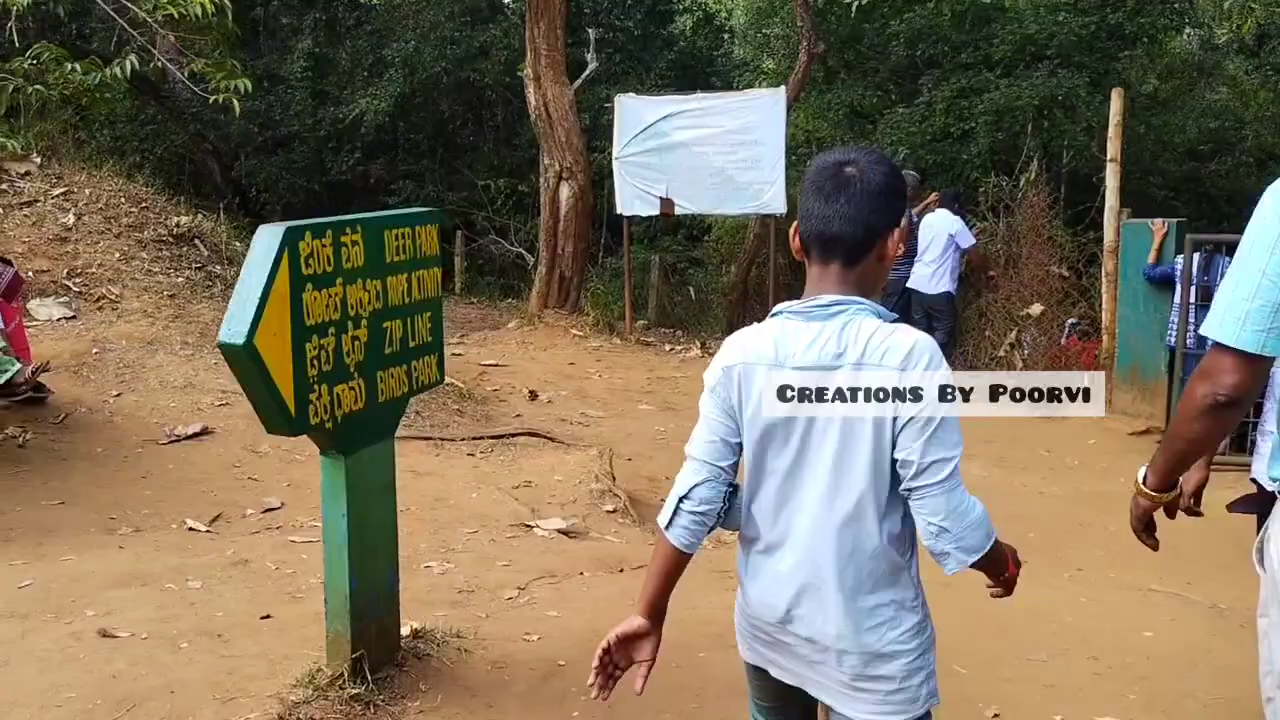 ಜಿಂಕೆ ವನ DEER PARK
ರೋಪ್ ಆಕ್ಟಿವಿಟಿ ROPE ACTIVITY
ಜ಼ಿಪ್ ಲೈನ್ ZIP LINE
ಪಕ್ಷಿ ಧಾಮ BIRDS PARK
CREATIONS BY POORVI